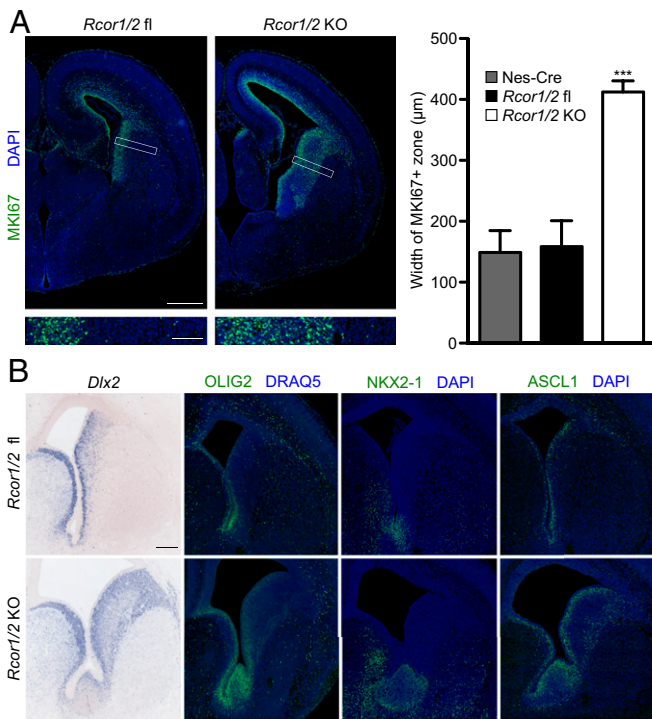 A
Rcor1/2 fl
Rcor1/2 KO
MKI67 DAPI
500
400
300
200
100
0
Width of MKI67+ zone (μm)
Nes-Cre
Rcor1/2 fl
Rcor1/2 KO
***
B
Dlx2
OLIG2 DRAQ5
NKX2-1 DAPI
ASCL1 DAPI
Rcor1/2 fl
Rcor1/2 KO